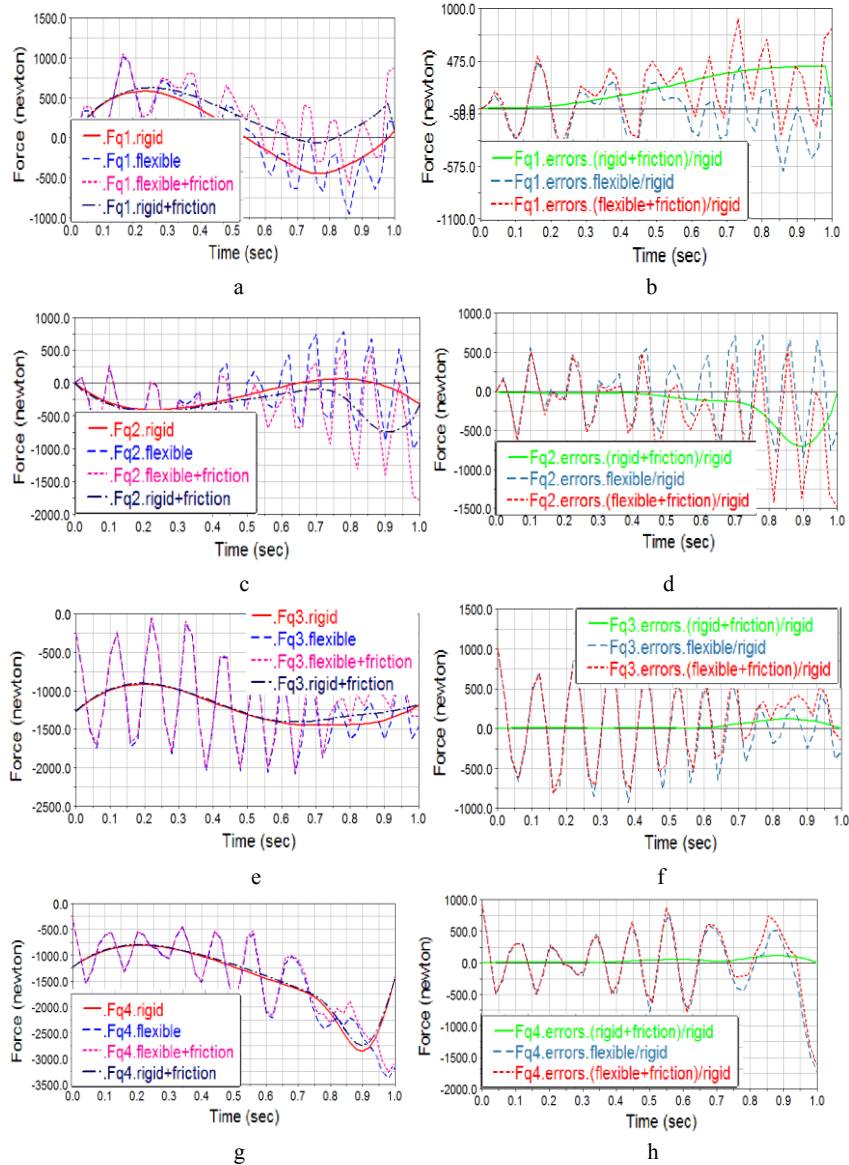 1500.0
1000.0
500.0
0.0
-500.0
-1000.0
Force (newton)
.Fq1.rigid
.Fq1.flexible
.Fq1.flexible+friction
.Fq1.rigid+friction
0.0 0.1 0.2 0.3 0.4 0.5 0.6 0.7 0.8 0.9 1.0
Time (sec)
a
1000.0
475.0
-575.0
-1100.0
Force (newton)
Fq1.errors.(rigid+friction)/rigid
Fq1.errors.flexible/rigid
Fq1.errors.(flexible+friction)/rigid
0.0 0.1 0.2 0.3 0.4 0.5 0.6 0.7 0.8 0.9 1.0
Time (sec)
b
1000.0
500.0
0.0
-500.0
-1000.0
-1500.0
-2000.0
Force (newton)
.Fq2.rigid
.Fq2.flexible
.Fq2.flexible+friction
.Fq2.rigid+friction
0.0 0.1 0.2 0.3 0.4 0.5 0.6 0.7 0.8 0.9 1.0
Time (sec)
c
1000.0
500.0
0.0
-500.0
-1000.0
-1500.0
Force (newton)
Fq2.errors.(rigid+friction)/rigid
Fq2.errors.flexible/rigid
Fq2.errors.(flexible+friction)/rigid
0.0 0.1 0.2 0.3 0.4 0.5 0.6 0.7 0.8 0.9 1.0
Time (sec)
d
0.0
-500.0
-1000.0
-1500.0
-2000.0
-2500.0
Force (newton)
.Fq3.rigid
.Fq3.flexible
.Fq3.flexible+friction
.Fq3.rigid+friction
0.0 0.1 0.2 0.3 0.4 0.5 0.6 0.7 0.8 0.9 1.0
Time (sec)
e
1500.0
1000.0
500.0
0.0
-500.0
-1000.0
Force (newton)
Fq3.errors.(rigid+friction)/rigid
Fq3.errors.flexible/rigid
Fq3.errors.(flexible+friction)/rigid
0.0 0.1 0.2 0.3 0.4 0.5 0.6 0.7 0.8 0.9 1.0
Time (sec)
f
0.0
-500.0
-1000.0
-1500.0
-2000.0
-2500.0
-3000.0
-3500.0
Force (newton)
.Fq4.rigid
.Fq4.flexible
.Fq4.flexible+friction
.Fq4.rigid+friction
0.0 0.1 0.2 0.3 0.4 0.5 0.6 0.7 0.8 0.9 1.0
Time (sec)
g
1000.0
500.0
0.0
-500.0
-1000.0
-1500.0
-2000.0
Force (newton)
Fq4.errors.(rigid+friction)/rigid
Fq4.errors.flexible/rigid
Fq4.errors.(flexible+friction)/rigid
0.0 0.1 0.2 0.3 0.4 0.5 0.6 0.7 0.8 0.9 1.0
Time (sec)
h